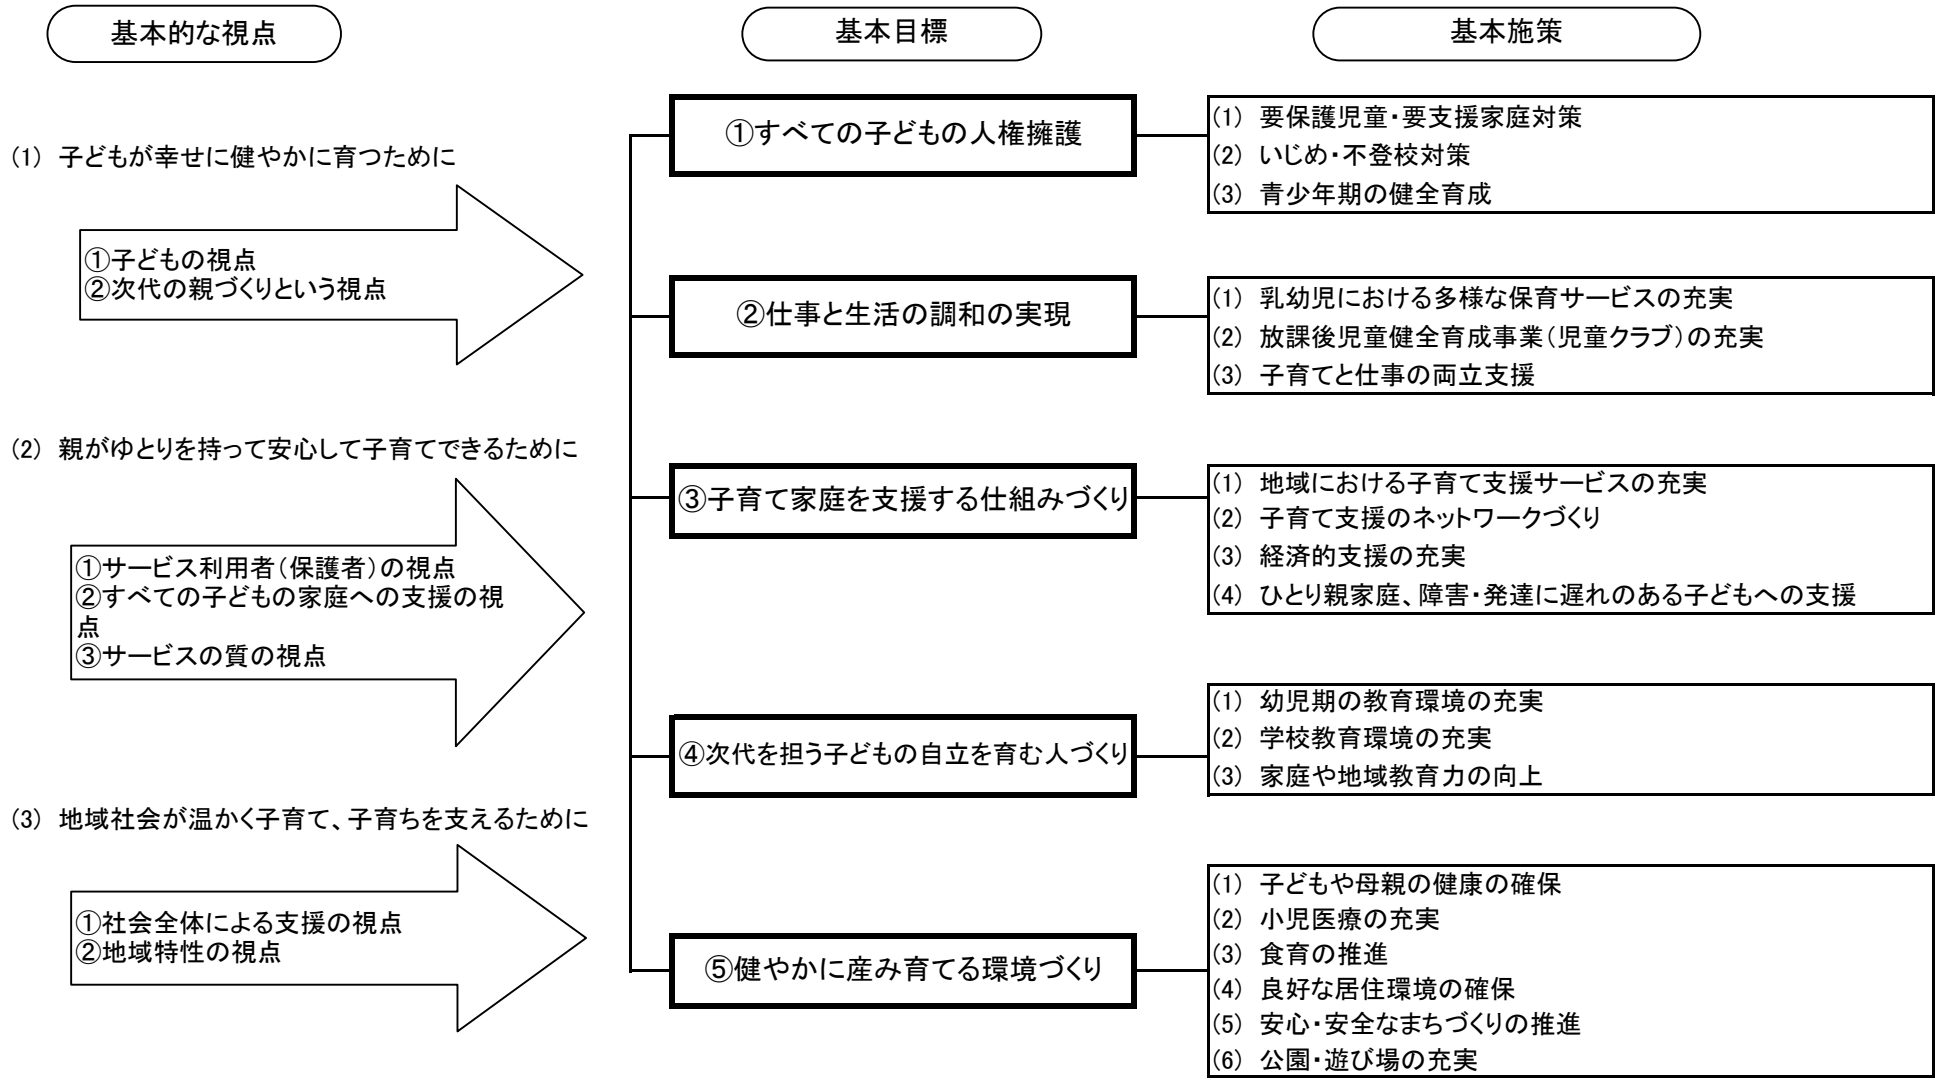 基本的な視点
基本目標
基本施策
(1) 子どもが幸せに健やかに育つために
①子どもの視点
②次代の親づくりという視点
(2) 親がゆとりを持って安心して子育てできるために
①サービス利用者（保護者）の視点
②すべての子どもの家庭への支援の視
点
③サービスの質の視点
(3) 地域社会が温かく子育て、子育ちを支えるために
①社会全体による支援の視点
②地域特性の視点
①すべての子どもの人権擁護
(1) 要保護児童・要支援家庭対策
(2) いじめ・不登校対策
(3) 青少年期の健全育成
②仕事と生活の調和の実現
(1) 乳幼児における多様な保育サービスの充実
(2) 放課後児童健全育成事業（児童クラブ）の充実
(3) 子育てと仕事の両立支援
③子育て家庭を支援する仕組みづくり
(1) 地域における子育て支援サービスの充実
(2) 子育て支援のネットワークづくり
(3) 経済的支援の充実
(4) ひとり親家庭、障害・発達に遅れのある子どもへの支援
④次代を担う子どもの自立を育む人づくり
(1) 幼児期の教育環境の充実
(2) 学校教育環境の充実
(3) 家庭や地域教育力の向上
⑤健やかに産み育てる環境づくり
(1) 子どもや母親の健康の確保
(2) 小児医療の充実
(3) 食育の推進
(4) 良好な居住環境の確保
(5) 安心・安全なまちづくりの推進
(6) 公園・遊び場の充実